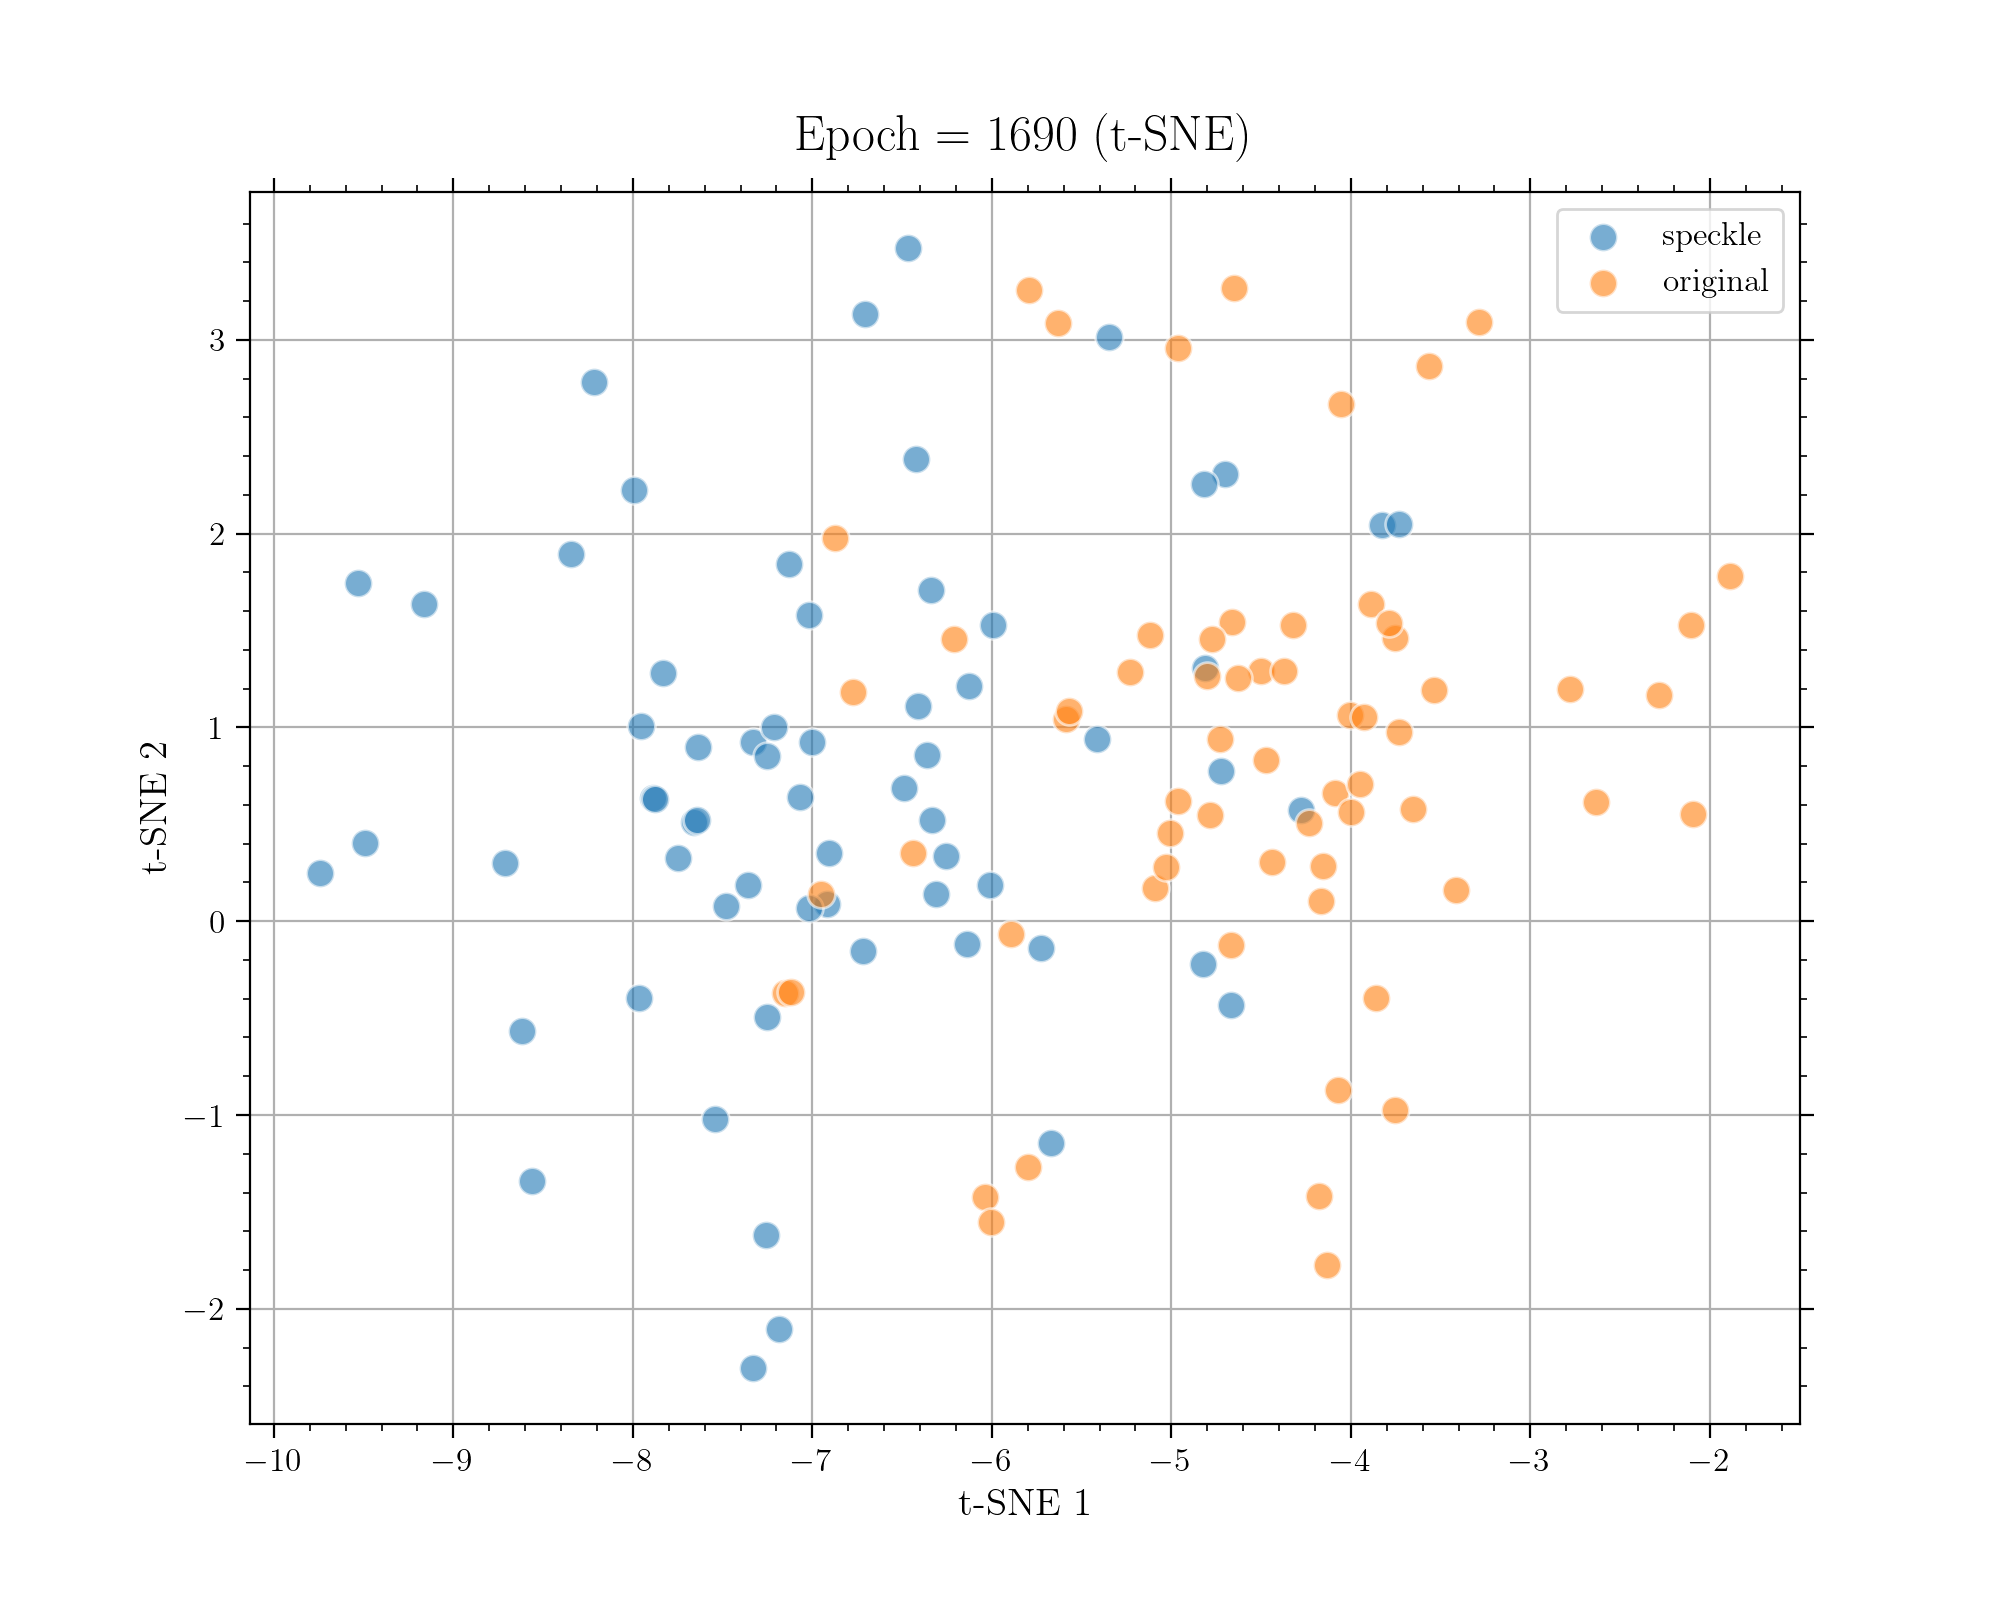 Epoch = 1690 (t-SNE)
speckle
original
3
2
1
0
−1
−2
t-SNE 2
−10 −9 −8 −7 −6 −5 −4 −3 −2
t-SNE 1